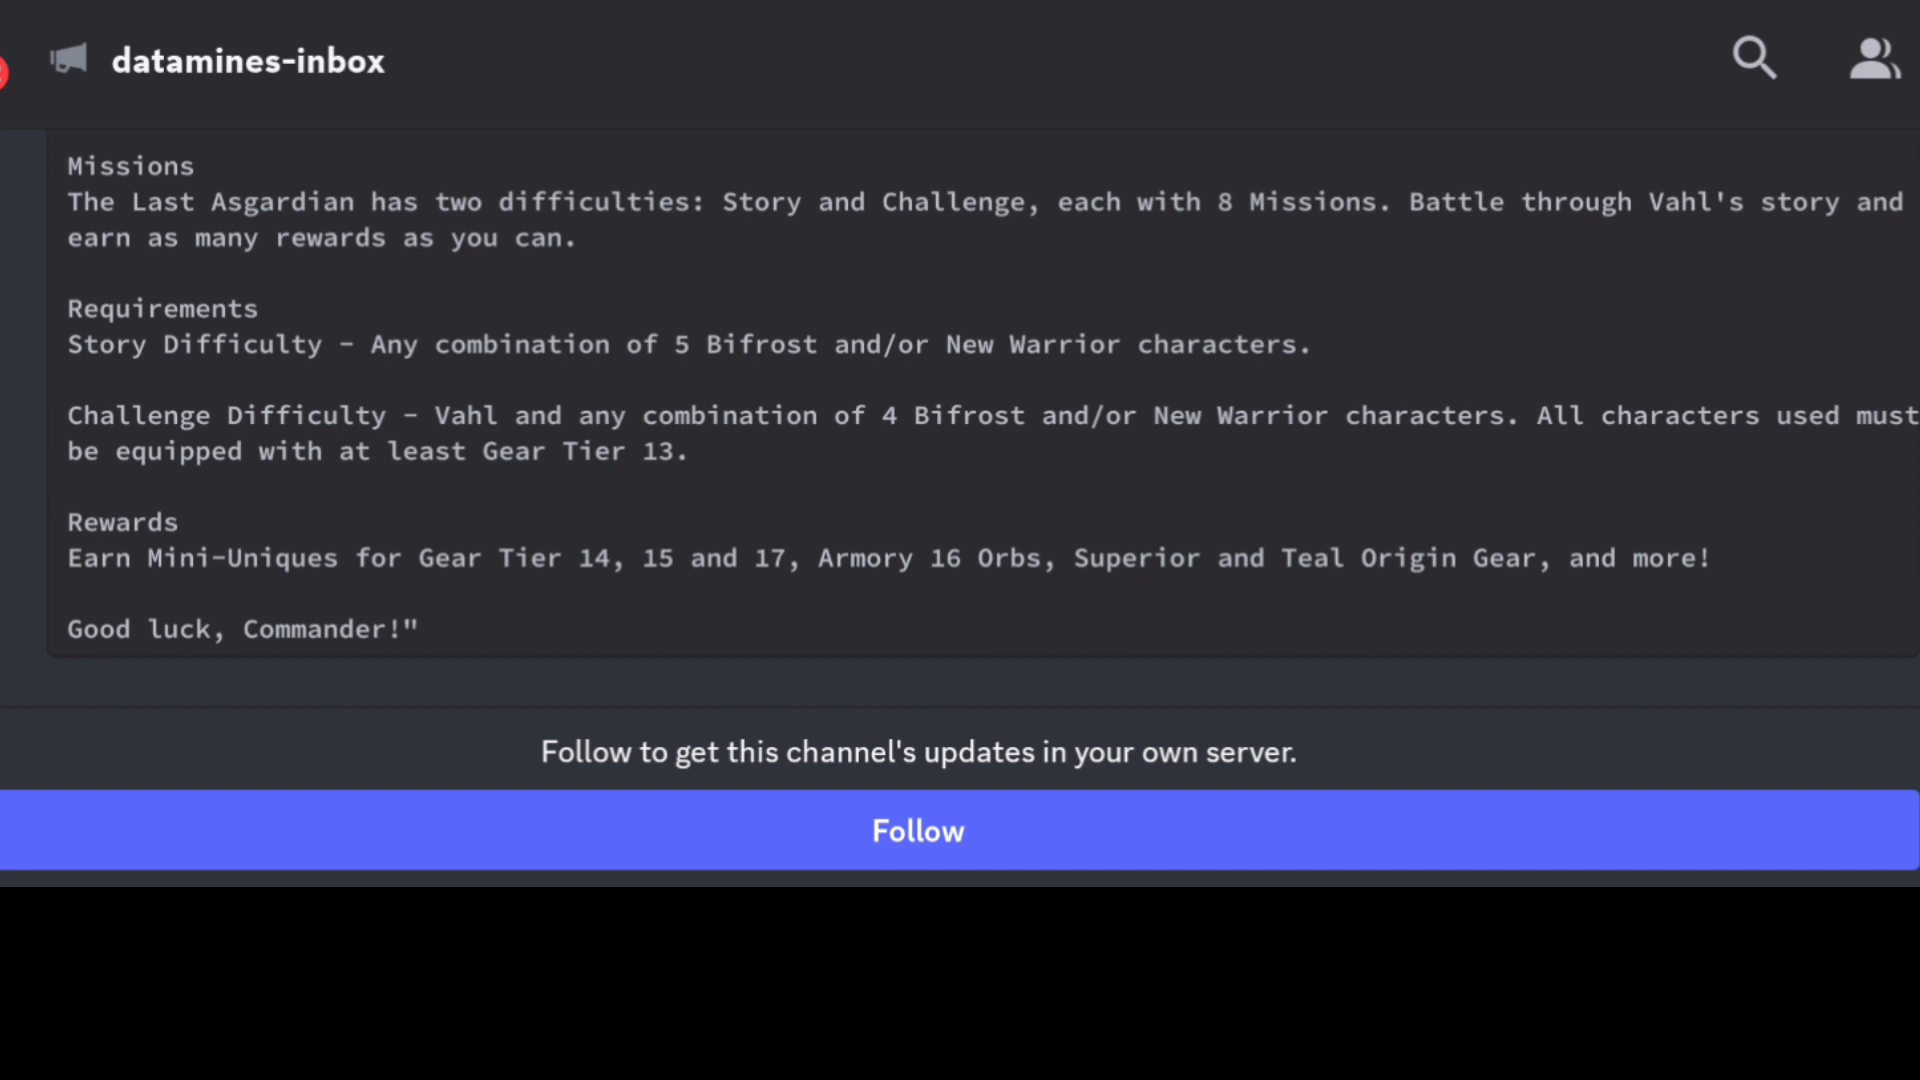 datamines-inbox
Missions
The Last Asgardian has two difficulties: Story and Challenge, each with 8 Missions. Battle through Vahl's story and
earn as many rewards as you can.
Requirements
Story Difficulty - Any combination of 5 Bifrost and/or New Warrior characters.
Challenge Difficulty - Vahl and any combination of 4 Bifrost and/or New Warrior characters. All characters used must
be equipped with at least Gear Tier 13.
Rewards
Earn Mini-Uniques for Gear Tier 14, 15 and 17, Armory 16 Orbs, Superior and Teal Origin Gear, and more!
Good luck, Commander!"
Follow to get this channel's updates in your own server.
Follow